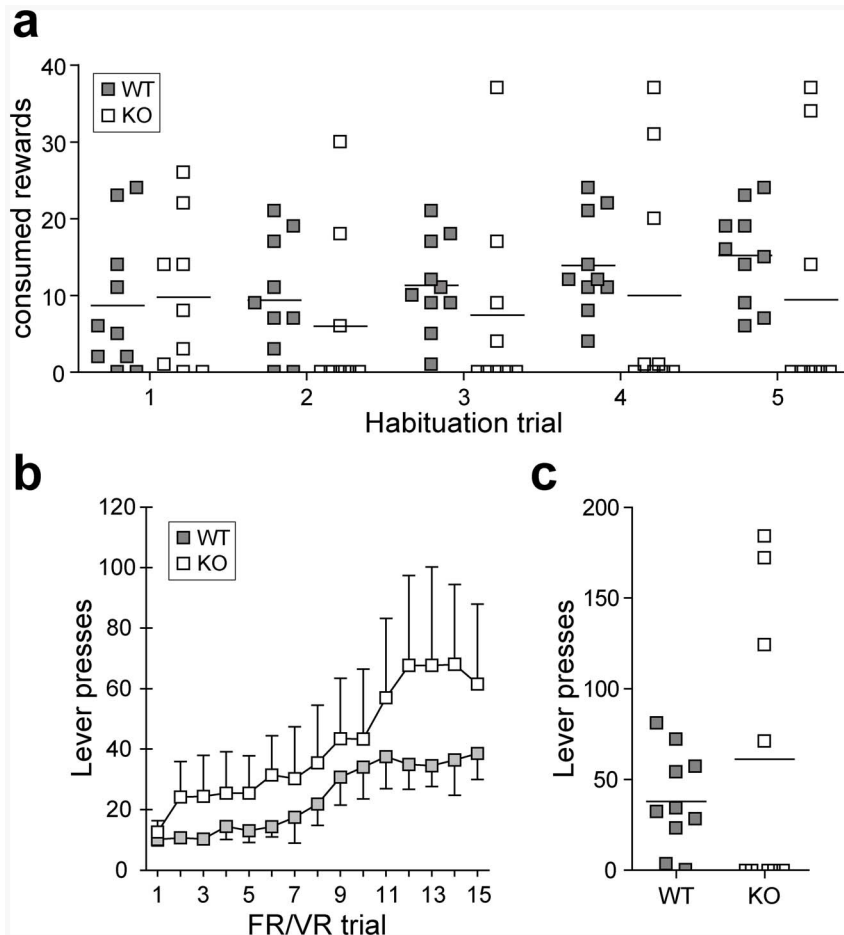 a
40
30
20
10
0
consumed rewards
WT
KO
1 2 3 4 5
Habituation trial
b
120
100
80
60
40
20
0
Lever presses
WT
KO
1 3 5 7 9 11 13 15
FR/VR trial
c
200
150
100
50
0
Lever presses
WT KO